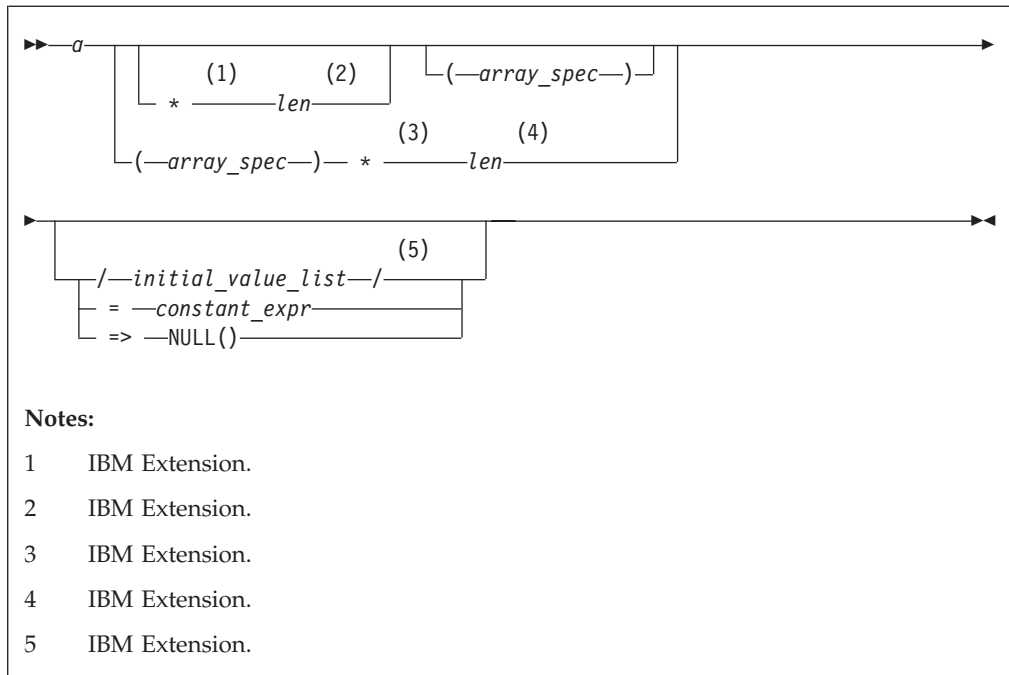 a
(1) (2) ( array_spec )
* len
(3) (4)
( array_spec ) * len
(5)
/ initial_value_list /
= constant_expr
=> NULL()
Notes:
1 IBM Extension.
2 IBM Extension.
3 IBM Extension.
4 IBM Extension.
5 IBM Extension.